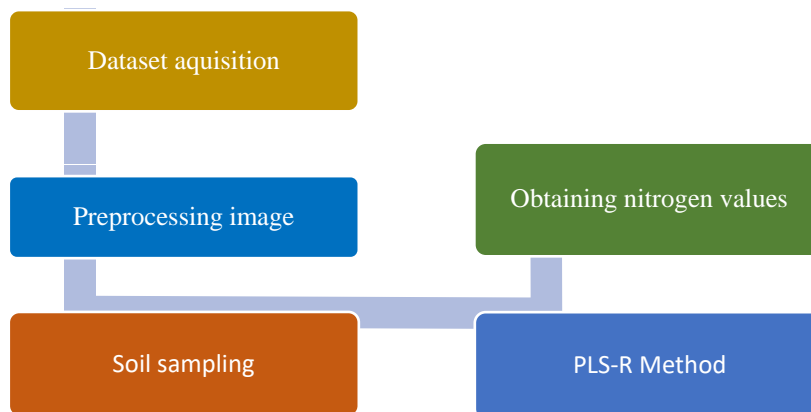 Dataset aquisition
Preprocessing image
Soil sampling
PLS-R Method
Obtaining nitrogen values